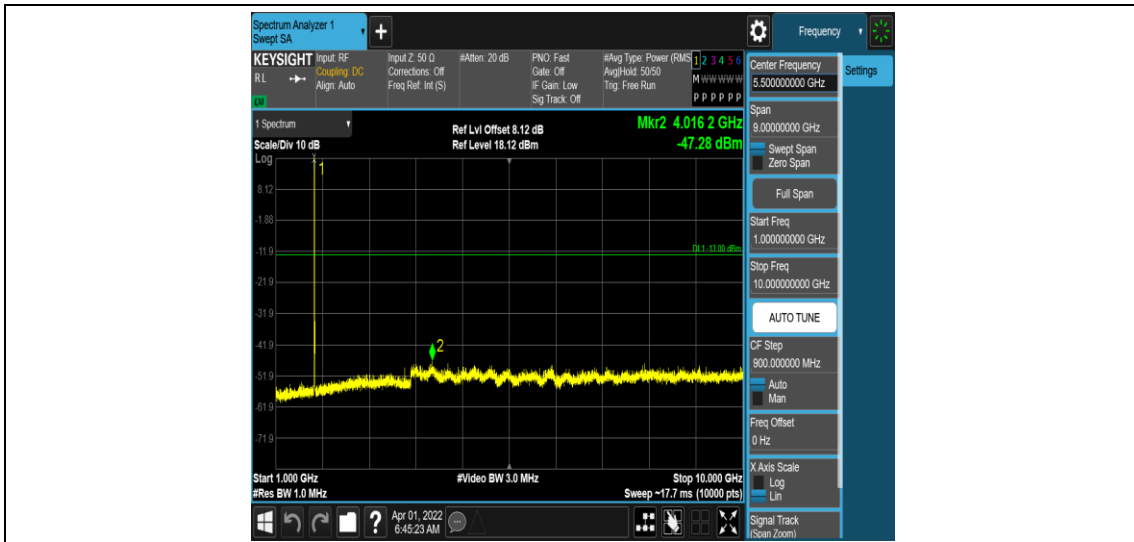 Spectrum Analyzer 1
Swept SA
+
Frequency
KEYSIGHT
RL
LXI
Input: RF
Coupling: DC
Align: Auto
Input Z: 50 Ω
Corrections: Off
Freq Ref: Int (S)
#Atten: 20 dB
PNO: Fast
Gate: Off
IF Gain: Low
Sig Track: Off
#Avg Type: Power (RMS
Avg|Hold: 50/50
Trig: Free Run
1 2 3 4 5 6
M W W W W W
P P P P P P
1 Spectrum
Scale/Div 10 dB
Log
Ref Lvl Offset 8.12 dB
Ref Level 18.12 dBm
Mkr2 4.016 2 GHz
-47.28 dBm
1
8.12
-1.88
-11.9
DL1 -13.00 dBm
-21.9
-31.9
-41.9
2
-51.9
-61.9
-71.9
Start 1.000 GHz
#Res BW 1.0 MHz
#Video BW 3.0 MHz
Stop 10.000 GHz
Sweep ~17.7 ms (10000 pts)
?
Apr 01, 2022
6:45:23 AM
Settings
Center Frequency
5.500000000 GHz
Span
9.00000000 GHz
Swept Span
Zero Span
Full Span
Start Freq
1.000000000 GHz
Stop Freq
10.000000000 GHz
AUTO TUNE
CF Step
900.000000 MHz
Auto
Man
Freq Offset
0 Hz
X Axis Scale
Log
Lin
Signal Track
(Span Zoom)